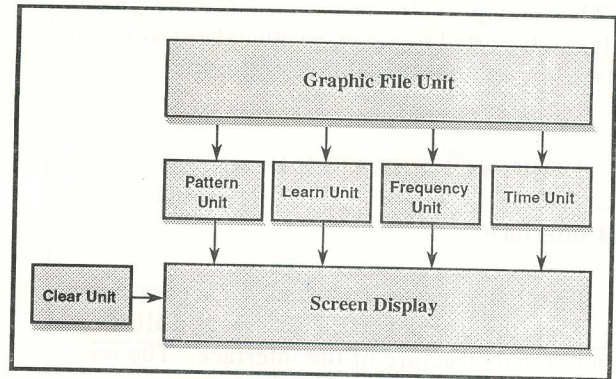 Graphic File Unit
Pattern
Unit
Learn Unit
Frequency
Unit
Time Unit
Clear Unit
Screen Display